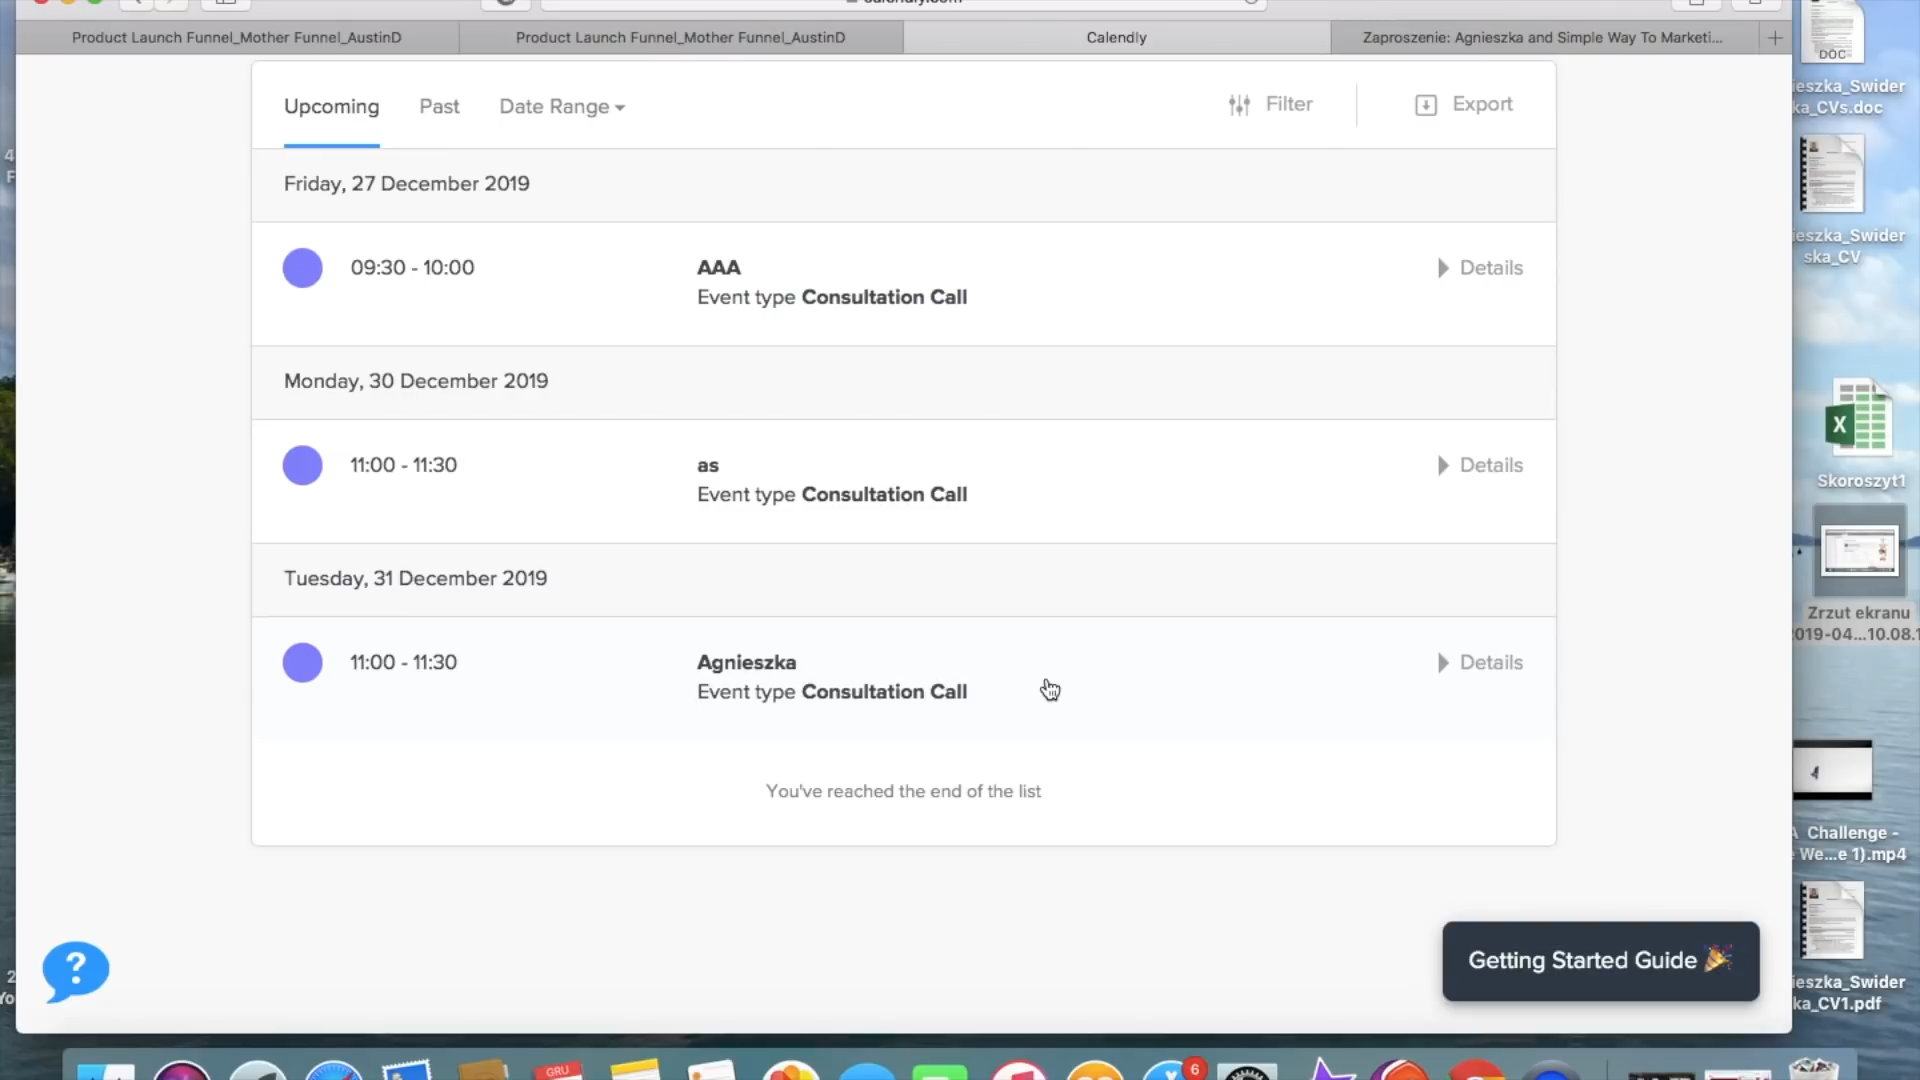 Product Launch Funnel_Mother Funnel_AustinD
Product Launch Funnel_Mother Funnel_AustinD
Calendly
Zaproszenie: Agnieszka and Simple Way To Marketi...
Upcoming
Past
Date Range
Filter
Export
Friday, 27 December 2019
09:30 - 10:00
AAA
Details
Event type Consultation Call
Monday, 30 December 2019
11:00 - 11:30
as
Details
Event type Consultation Call
Tuesday, 31 December 2019
11:00 - 11:30
Agnieszka
Details
Event type Consultation Call
You've reached the end of the list
Getting Started Guide
?
DOC
ieszka_Swider
ka_CVs.doc
ieszka_Swider
ska_CV
X
Skoroszyt1
Zrzut ekranu
2019-04...10.08.1
Challenge -
We...e 1).mp4
ieszka_Swider
ka_CV1.pdf
GRU
6